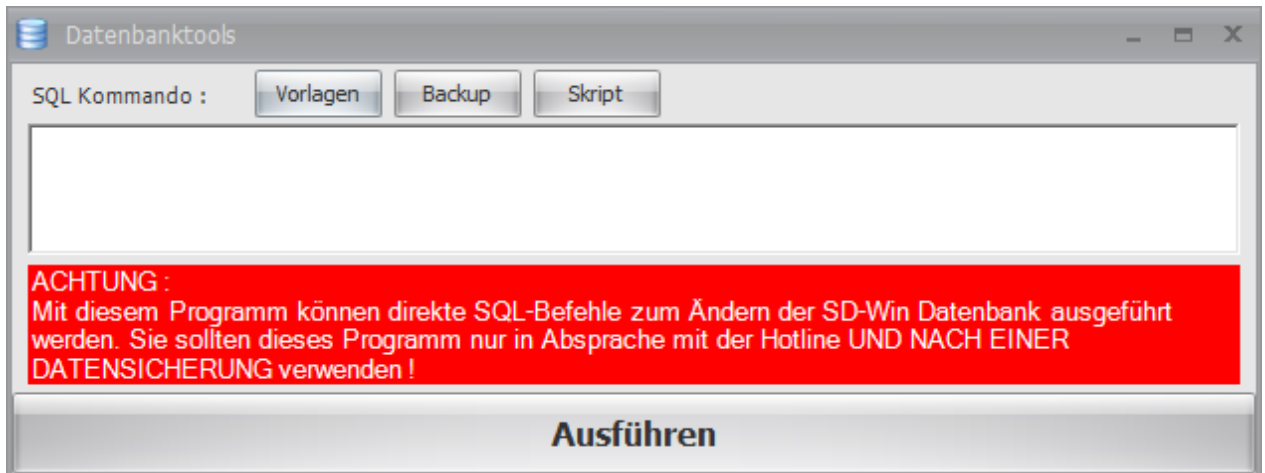 Datenbanktools
SQL Kommando : Vorlagen Backup Skript
ACHTUNG :
Mit diesem Programm können direkte SQL-Befehle zum Ändern der SD-Win Datenbank ausgeführt
werden. Sie sollten dieses Programm nur in Absprache mit der Hotline UND NACH EINER
DATENSICHERUNG verwenden !
Ausführen